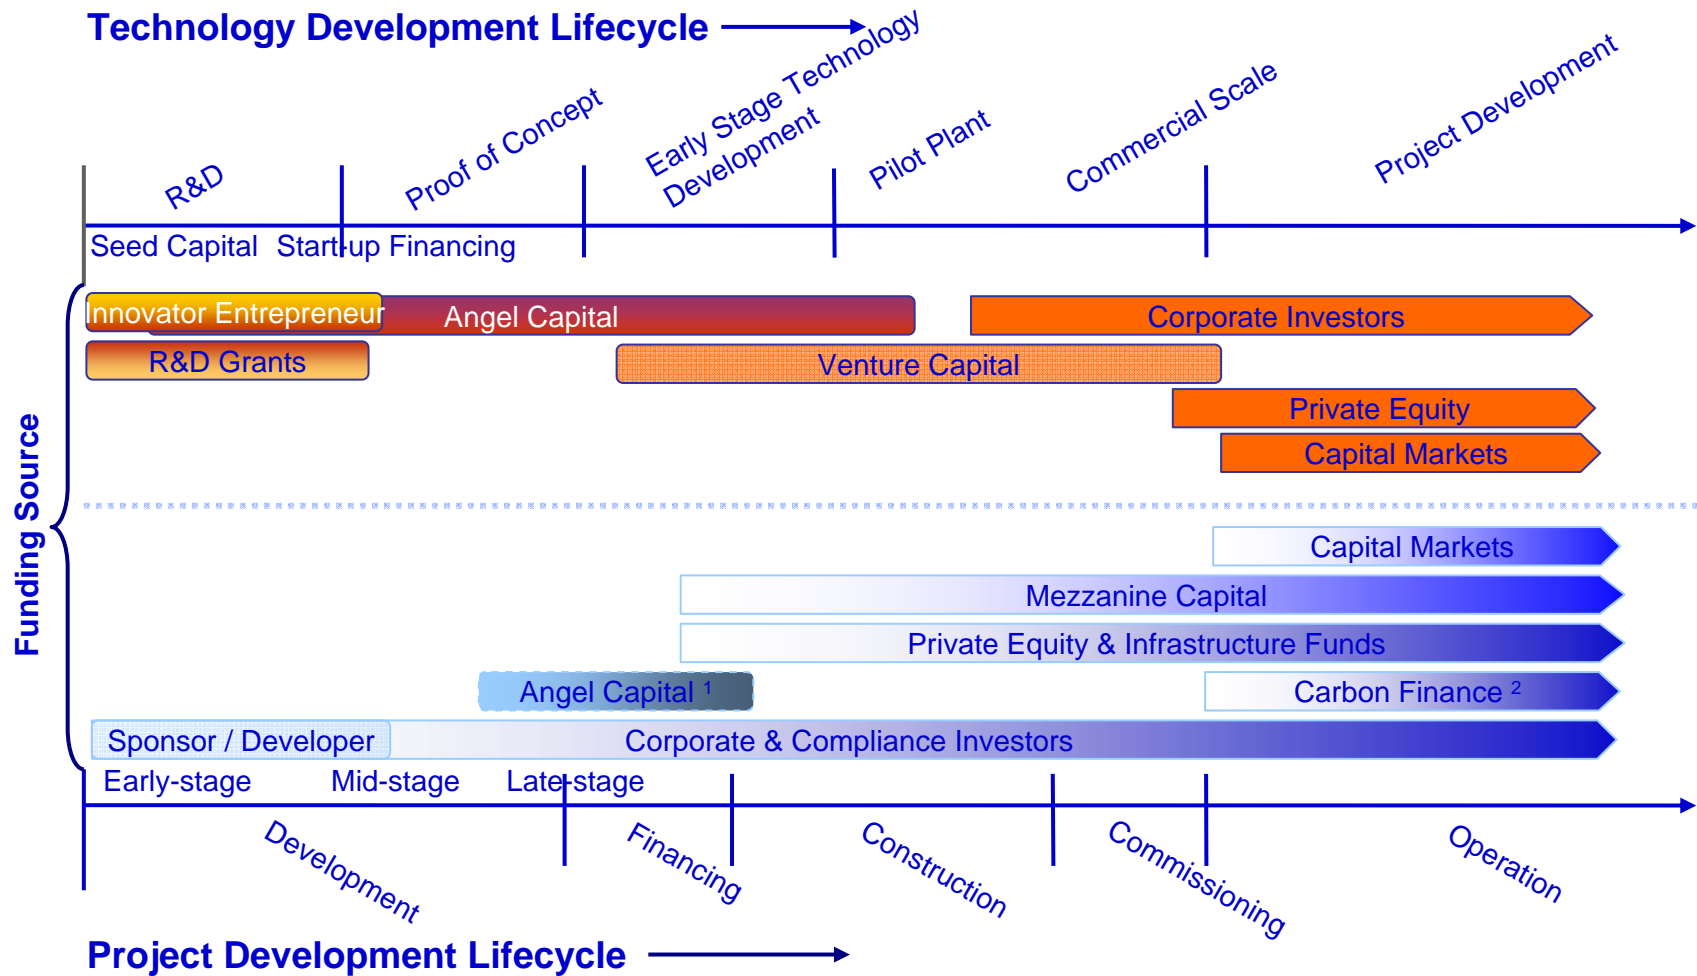 Technology Development Lifecycle
R&D
Proof of Concept
Early Stage Technology
Development
Pilot Plant
Commercial Scale
Project Development
Seed Capital
Start-up Financing
Innovator Entrepreneur
Angel Capital
Corporate Investors
R&D Grants
Venture Capital
Private Equity
Capital Markets
Funding Source
Capital Markets
Mezzanine Capital
Private Equity & Infrastructure Funds
Angel Capital 1
Carbon Finance 2
Sponsor / Developer
Corporate & Compliance Investors
Early-stage
Mid-stage
Late-stage
Development
Financing
Construction
Commissioning
Operation
Project Development Lifecycle